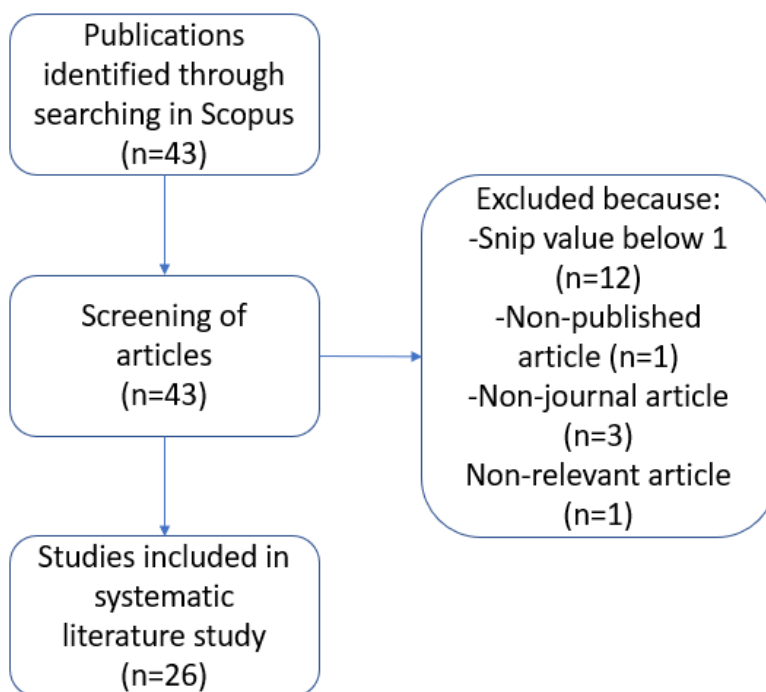 Publications
identified through
searching in Scopus
(n=43)
Screening of
articles
(n=43)
Excluded because:
-Snip value below 1
(n=12)
-Non-published
article (n=1)
-Non-journal article
(n=3)
Non-relevant article
(n=1)
Studies included in
systematic
literature study
(n=26)